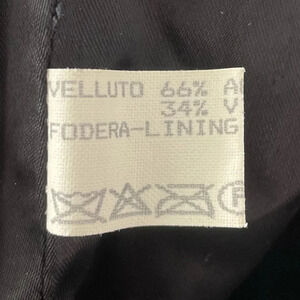 VELLUTO 66% A
34% V
FODERA-LINING